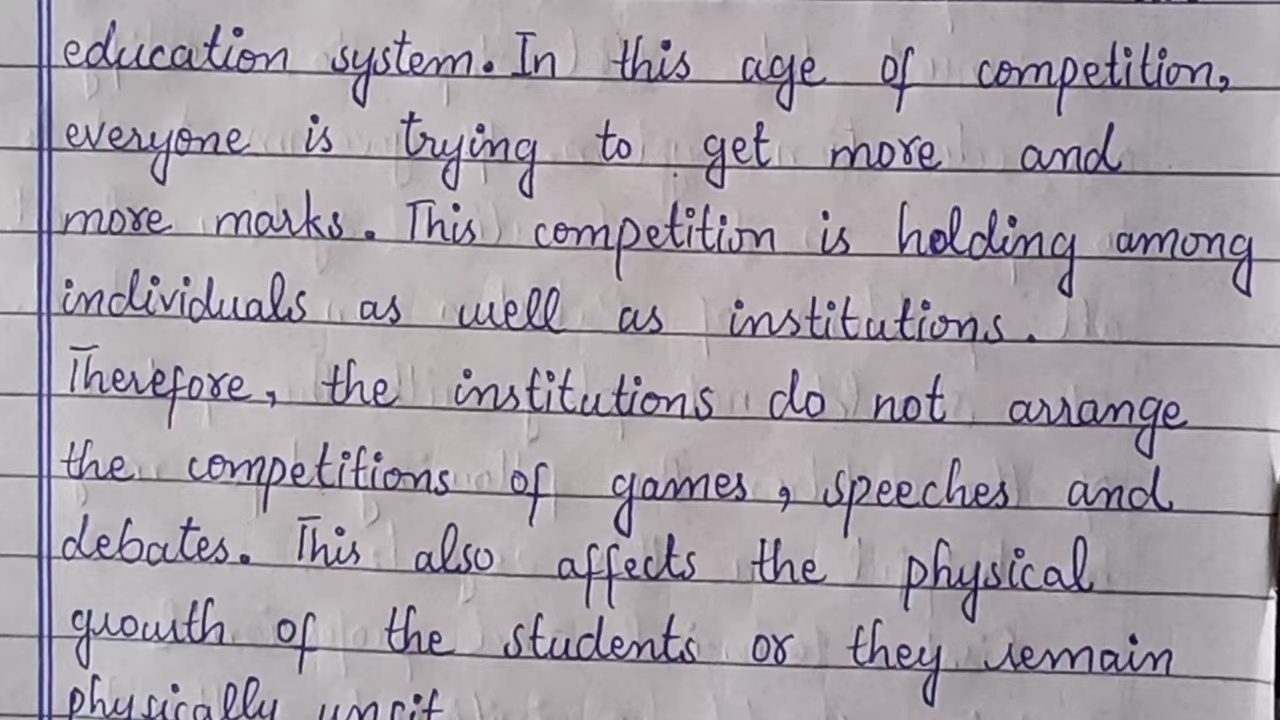 education system. In this age of competition,
everyone is trying to get more and
more marks. This competition is holding among
individuals as well as institutions.
Therefore, the institutions do not arrange
the competitions of games, speeches and
debates. This also affects the physical
growth of the students or they remain
physically unfit